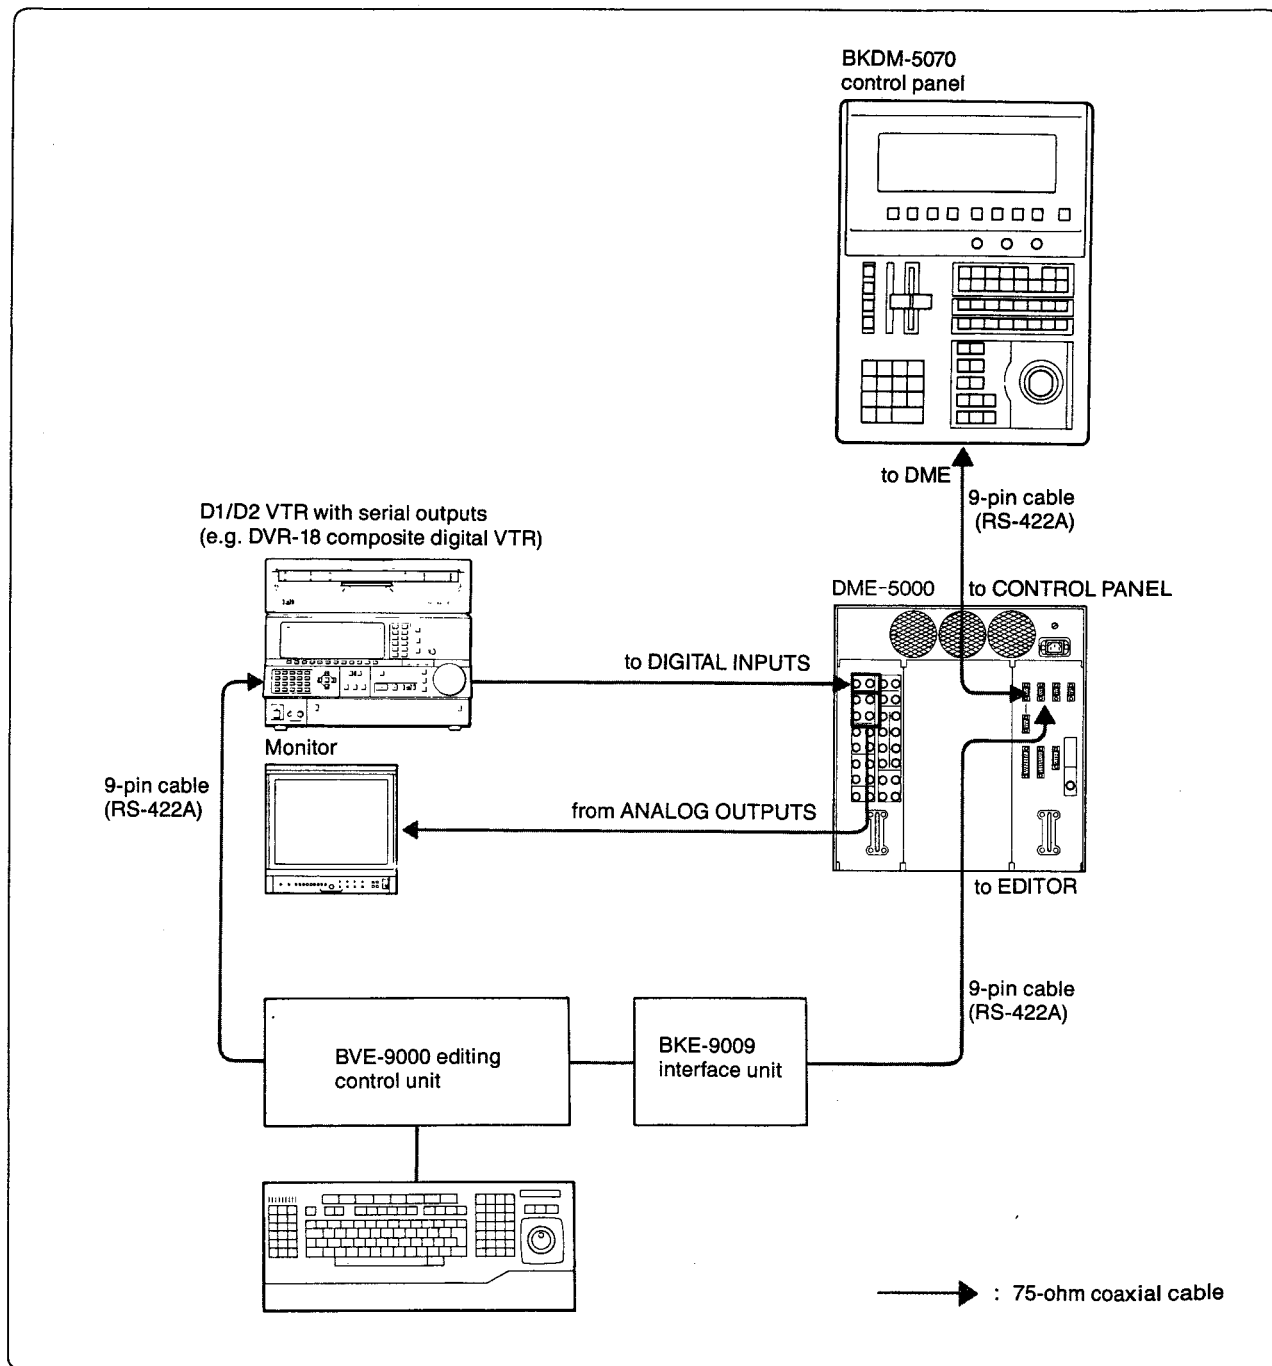 BKDM-5070
control panel
to DME
9-pin cable
(RS-422A)
D1/D2 VTR with serial outputs
(e.g. DVR-18 composite digital VTR)
DME-5000
to CONTROL PANEL
to DIGITAL INPUTS
Monitor
9-pin cable
(RS-422A)
from ANALOG OUTPUTS
to EDITOR
9-pin cable
(RS-422A)
BVE-9000 editing
control unit
BKE-9009
interface unit
: 75-ohm coaxial cable